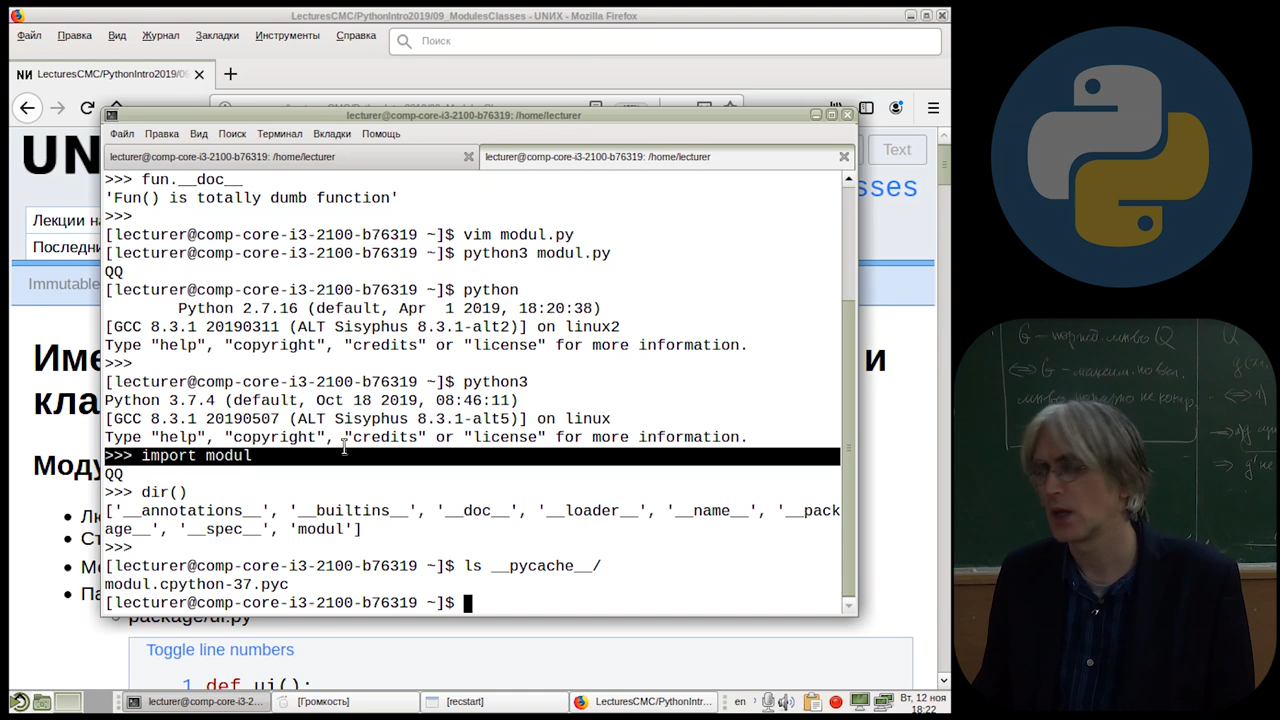 LecturesCMC/PythonIntro2019/09_ModulesClasses - UNИX - Mozilla Firefox
Файл Правка Вид Журнал Закладки Инструменты Справка
Поиск
NИ LecturesCMC/PythonIntro2019/09
lecturer@comp-core-i3-2100-b76319: /home/lecturer
Файл Правка Вид Поиск Терминал Вкладки Помощь
lecturer@comp-core-i3-2100-b76319: /home/lecturer lecturer@comp-core-i3-2100-b76319: /home/lecturer
UN
Text
sses
Лекции на
Последни
Immutable
>>> fun.__doc__
'Fun() is totally dumb function'
>>>
[lecturer@comp-core-i3-2100-b76319 ~]$ vim modul.py
[lecturer@comp-core-i3-2100-b76319 ~]$ python3 modul.py
QQ
[lecturer@comp-core-i3-2100-b76319 ~]$ python
Python 2.7.16 (default, Apr  1 2019, 18:20:38)
[GCC 8.3.1 20190311 (ALT Sisyphus 8.3.1-alt2)] on linux2
Type "help", "copyright", "credits" or "license" for more information.
>>>
[lecturer@comp-core-i3-2100-b76319 ~]$ python3
Python 3.7.4 (default, Oct 18 2019, 08:46:11)
[GCC 8.3.1 20190507 (ALT Sisyphus 8.3.1-alt5)] on linux
Type "help", "copyright", "credits" or "license" for more information.
>>> import modul
QQ
>>> dir()
['__annotations__', '__builtins__', '__doc__', '__loader__', '__name__', '__pack
age__', '__spec__', 'modul']
>>>
[lecturer@comp-core-i3-2100-b76319 ~]$ ls __pycache__/
modul.cpython-37.pyc
[lecturer@comp-core-i3-2100-b76319 ~]$
Име и
кла
Моду
package/ui.py
Toggle line numbers
1 def ui():
lecturer@comp-core-i3-2... [Громкость] [recstart] LecturesCMC/PythonIntro... en Вт, 12 ноя
18:22